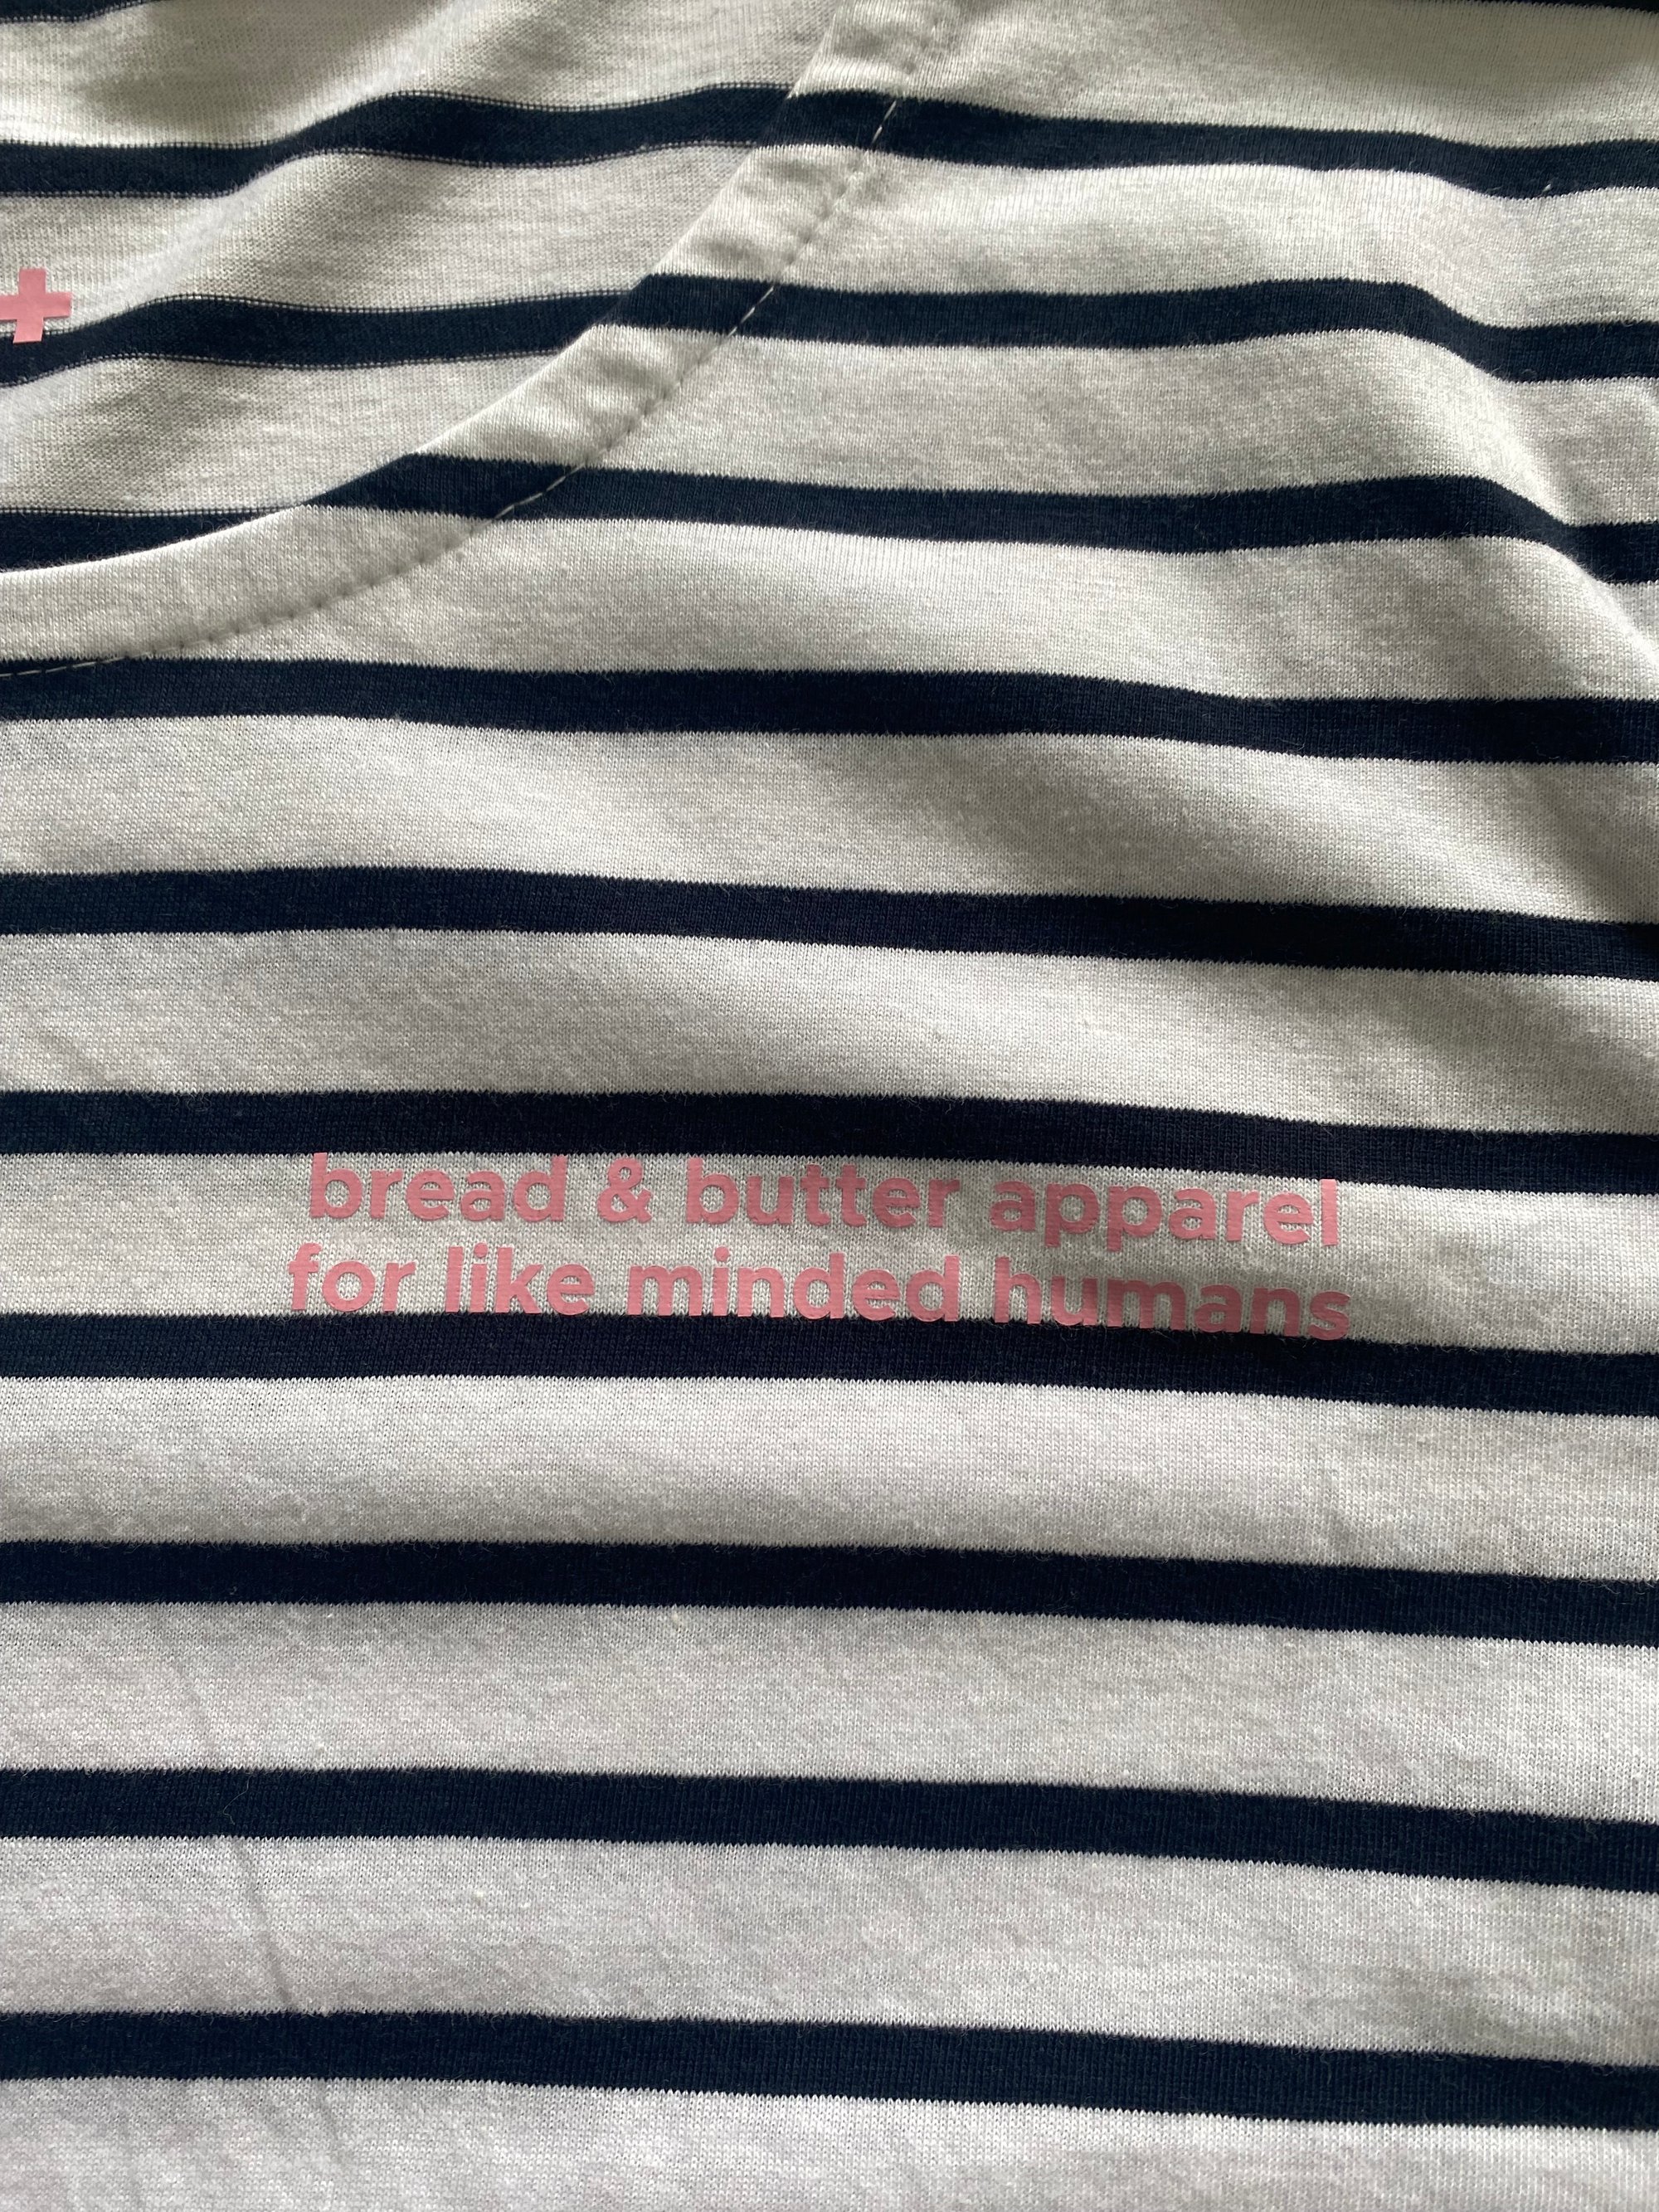 +
bread & butter apparel
for like minded humans